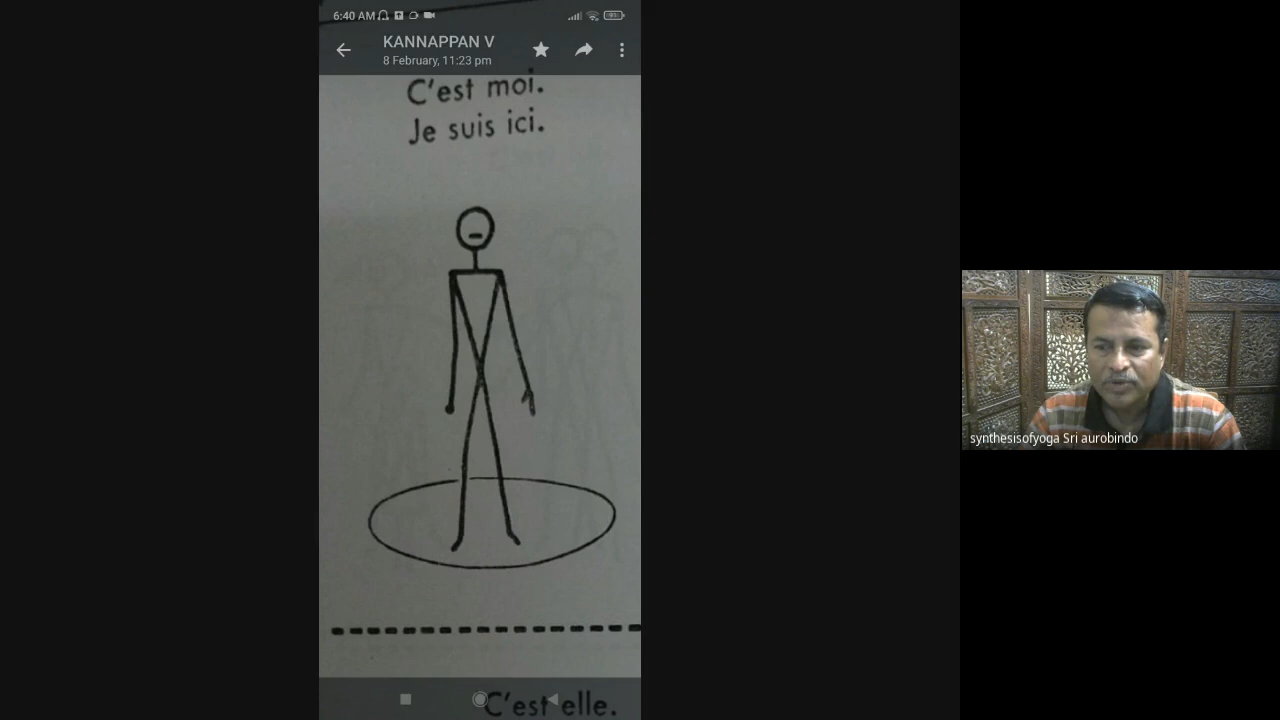 6:40 AM
KANNAPPAN V
8 February, 11:23 pm
C'est moi.
Je suis ici.
C'est elle.
synthesisofyoga Sri aurobindo